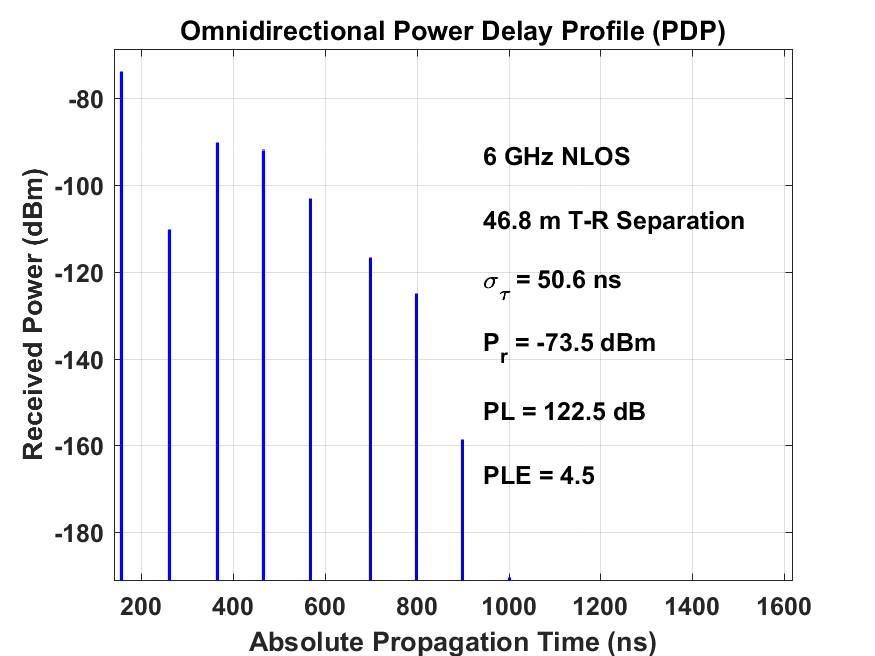 Omnidirectional Power Delay Profile (PDP)
Received Power (dBm)
-80
-100
-120
-140
-160
-180
6 GHz NLOS
46.8 m T-R Separation
σ_τ = 50.6 ns
P_r = -73.5 dBm
PL = 122.5 dB
PLE = 4.5
200 400 600 800 1000 1200 1400 1600
Absolute Propagation Time (ns)